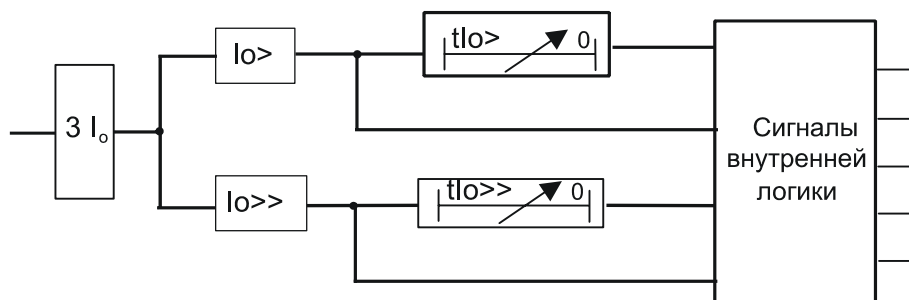 3 Io
Io>
tIo> 0
Io>>
tIo>> 0
Сигналы
внутренней
логики